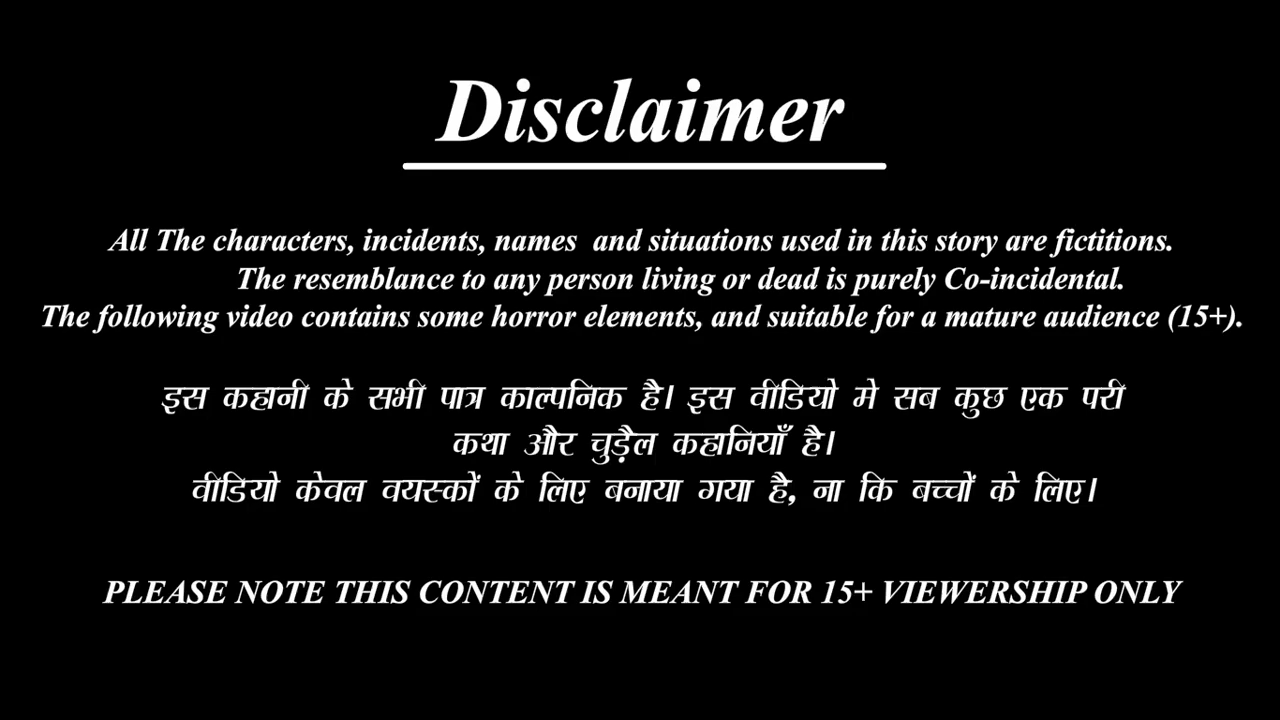 Disclaimer
All The characters, incidents, names and situations used in this story are fictitions.
The resemblance to any person living or dead is purely Co-incidental.
The following video contains some horror elements, and suitable for a mature audience (15+).
इस कहानी के सभी पात्र काल्पनिक है। इस वीडियो मे सब कुछ एक परी
कथा और चुड़ैल कहानियाँ है।
वीडियो केवल वयस्कों के लिए बनाया गया है, ना कि बच्चों के लिए।
PLEASE NOTE THIS CONTENT IS MEANT FOR 15+ VIEWERSHIP ONLY